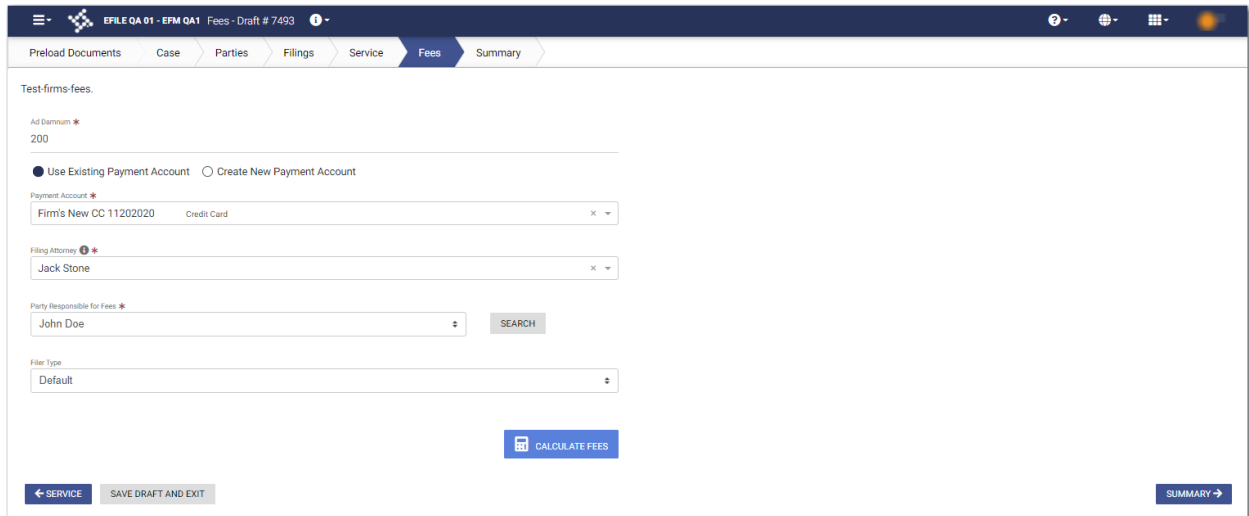 EFILE QA 01 - EFM QA1 Fees - Draft # 7493
Preload Documents Case Parties Filings Service Fees Summary
Test-firms-fees.
Ad Damnum *
200
Use Existing Payment Account Create New Payment Account
Payment Account *
Firm's New CC 11202020 Credit Card
Filing Attorney *
Jack Stone
Party Responsible for Fees *
John Doe SEARCH
Filer Type
Default
CALCULATE FEES
SERVICE SAVE DRAFT AND EXIT SUMMARY